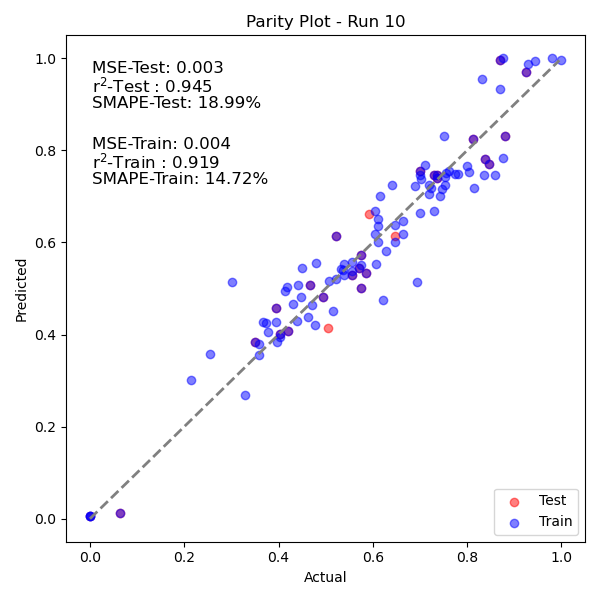 Parity Plot - Run 10
MSE-Test: 0.003
r²-Test : 0.945
SMAPE-Test: 18.99%
MSE-Train: 0.004
r²-Train : 0.919
SMAPE-Train: 14.72%
1.0
0.8
0.6
0.4
0.2
0.0
Predicted
Test
Train
0.0 0.2 0.4 0.6 0.8 1.0
Actual